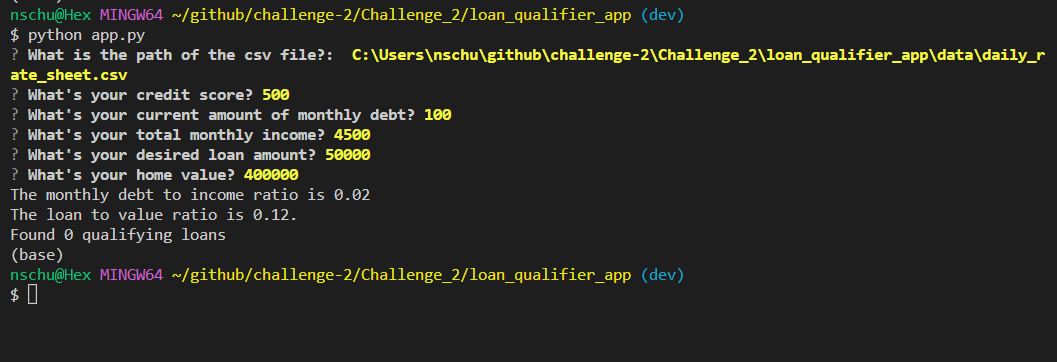 nschu@Hex MINGW64 ~/github/challenge-2/Challenge_2/loan_qualifier_app (dev)
$ python app.py
? What is the path of the csv file?:  C:\Users\nschu\github\challenge-2\Challenge_2\loan_qualifier_app\data\daily_r
ate_sheet.csv
? What's your credit score? 500
? What's your current amount of monthly debt? 100
? What's your total monthly income? 4500
? What's your desired loan amount? 50000
? What's your home value? 400000
The monthly debt to income ratio is 0.02
The loan to value ratio is 0.12.
Found 0 qualifying loans
(base)
nschu@Hex MINGW64 ~/github/challenge-2/Challenge_2/loan_qualifier_app (dev)
$